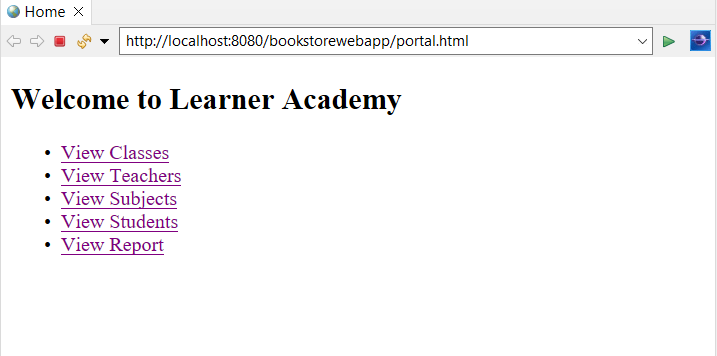 Home
http://localhost:8080/bookstorewebapp/portal.html
Welcome to Learner Academy
• View Classes
• View Teachers
• View Subjects
• View Students
• View Report